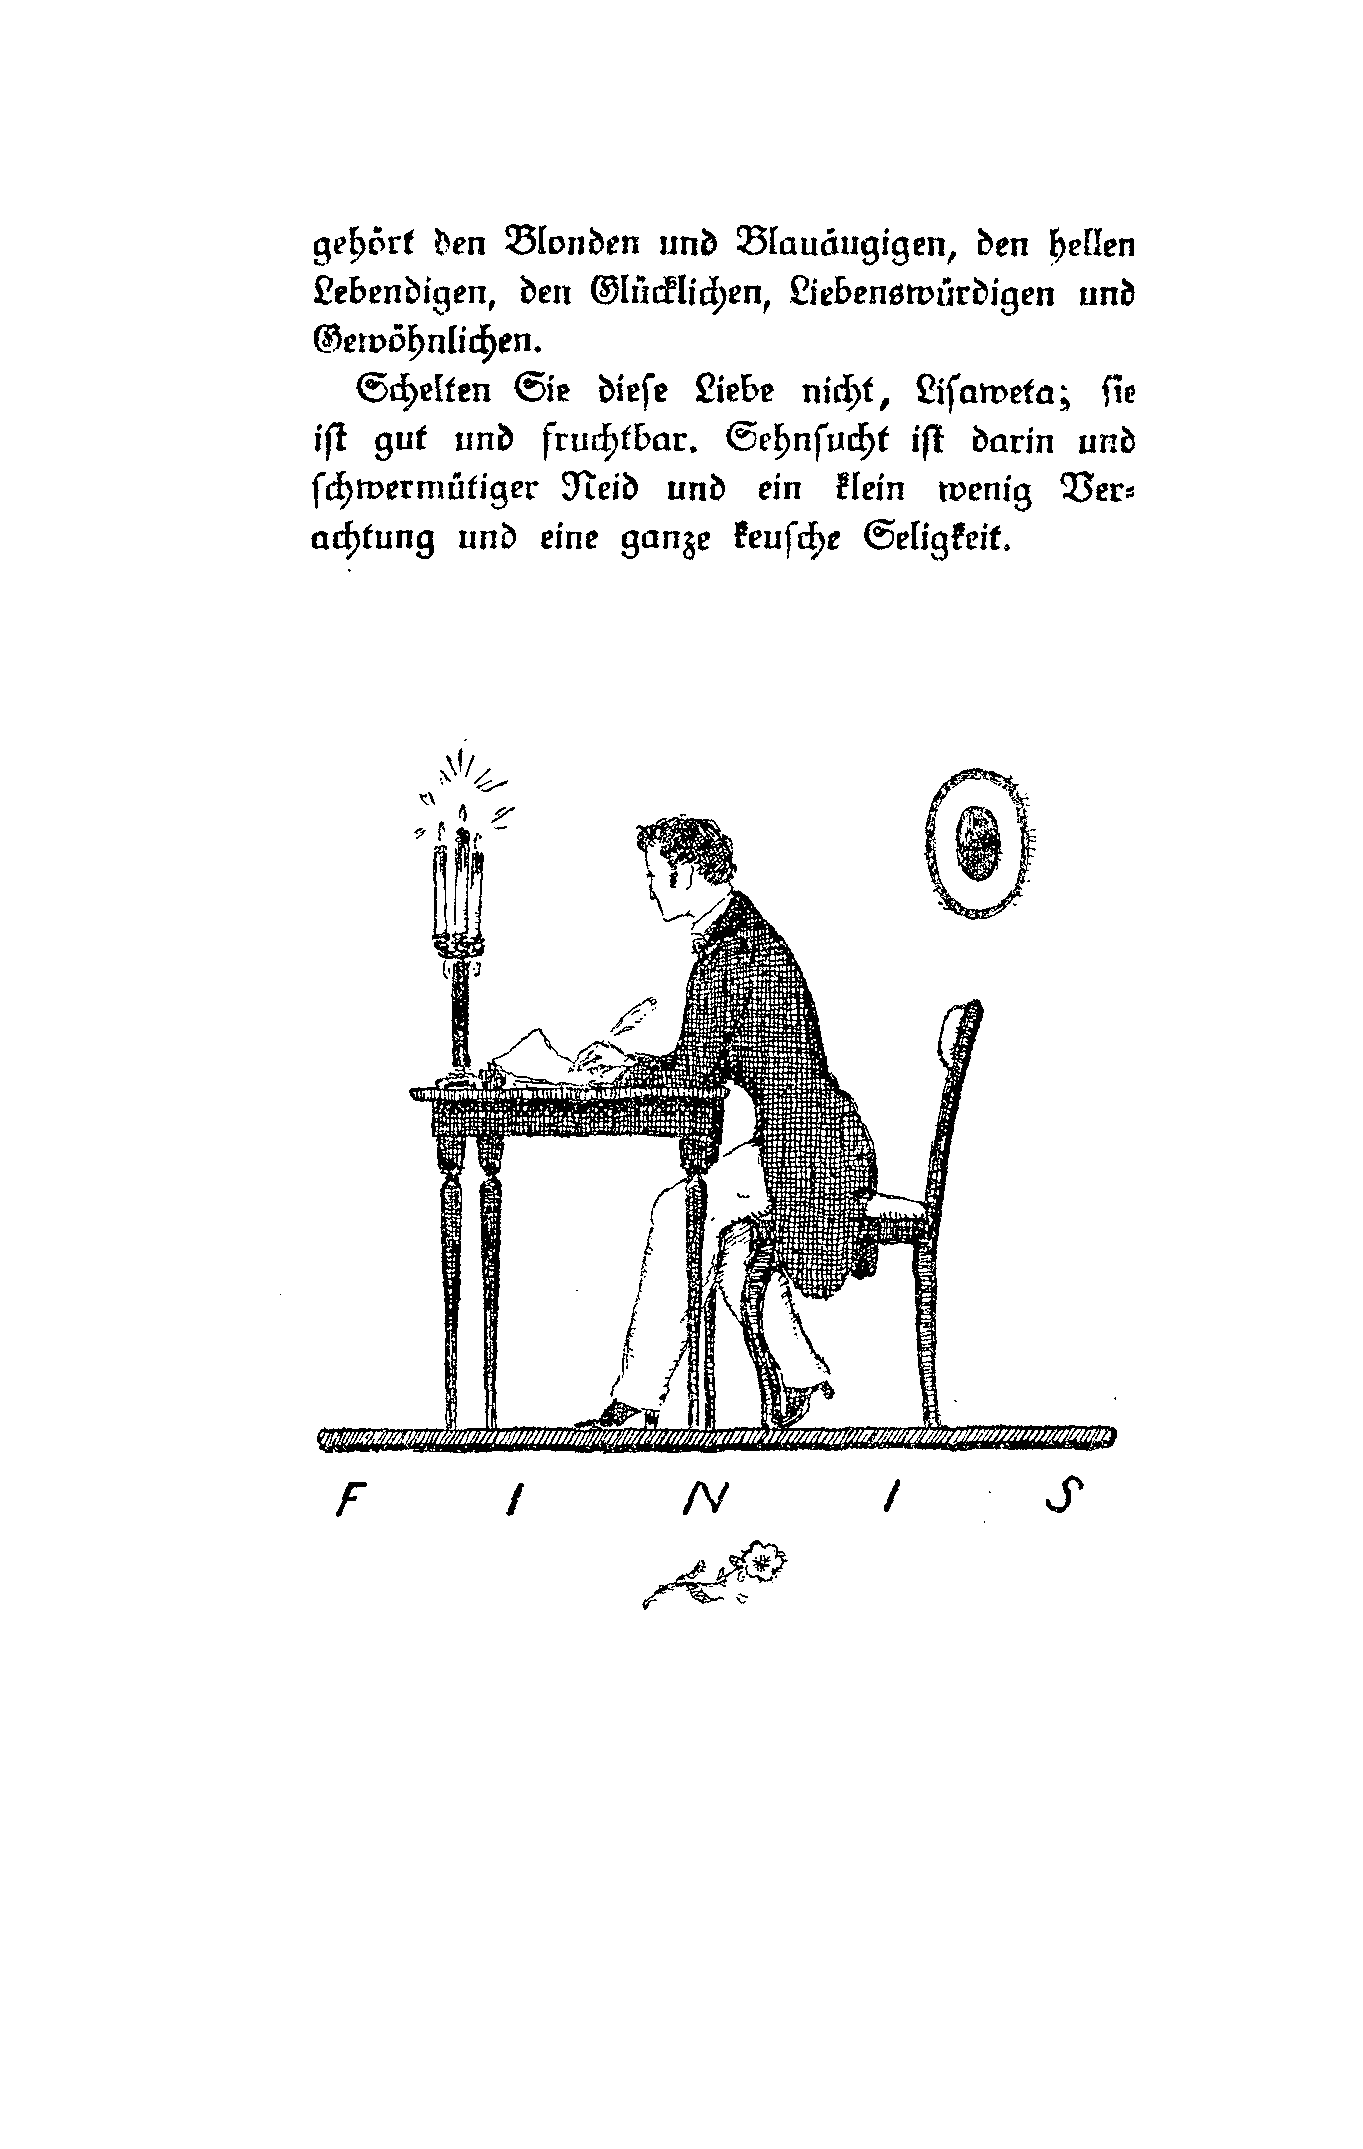 gehört den Blonden und Blauäugigen, den hellen
Lebendigen, den Glücklichen, Liebenswürdigen und
Gewöhnlichen.
Schelten Sie dieſe Liebe nicht, Liſaweta; ſie
iſt gut und fruchtbar. Sehnſucht iſt darin und
ſchwermütiger Neid und ein klein wenig Ver⸗
achtung und eine ganze keuſche Seligkeit.
F I N I S